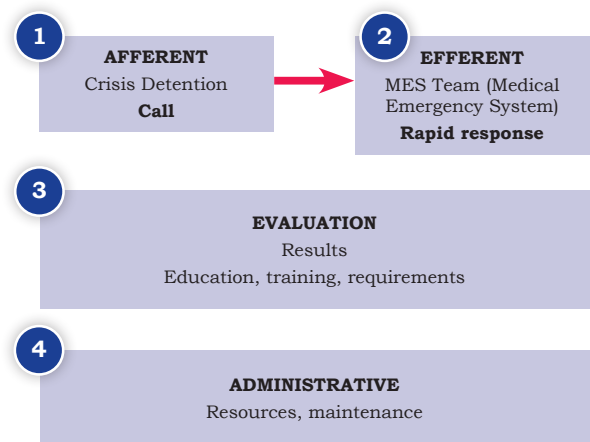 1
AFFERENT
Crisis Detention
Call
2
EFFERENT
MES Team (Medical
Emergency System)
Rapid response
3
EVALUATION
Results
Education, training, requirements
4
ADMINISTRATIVE
Resources, maintenance